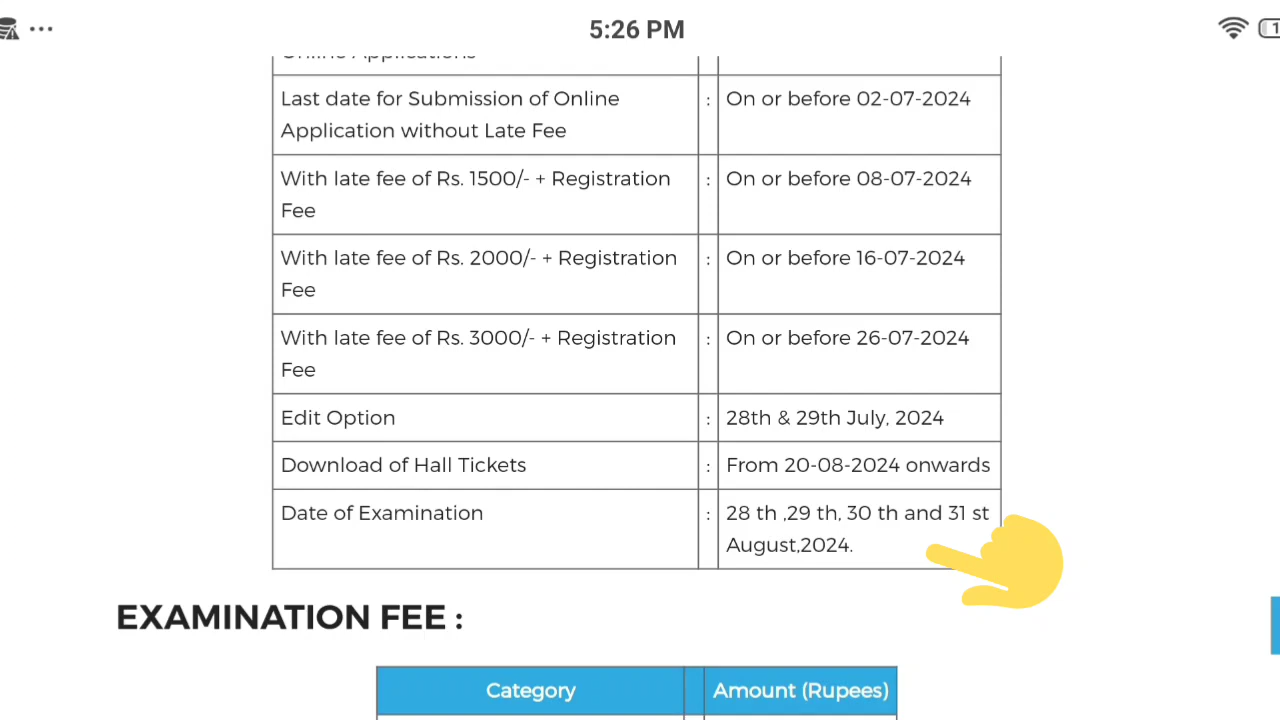 5:26 PM
Online Applications
Last date for Submission of Online
Application without Late Fee
:
On or before 02-07-2024
With late fee of Rs. 1500/- + Registration
Fee
:
On or before 08-07-2024
With late fee of Rs. 2000/- + Registration
Fee
:
On or before 16-07-2024
With late fee of Rs. 3000/- + Registration
Fee
:
On or before 26-07-2024
Edit Option
:
28th & 29th July, 2024
Download of Hall Tickets
:
From 20-08-2024 onwards
Date of Examination
:
28 th ,29 th, 30 th and 31 st
August,2024.
EXAMINATION FEE :
Category
Amount (Rupees)